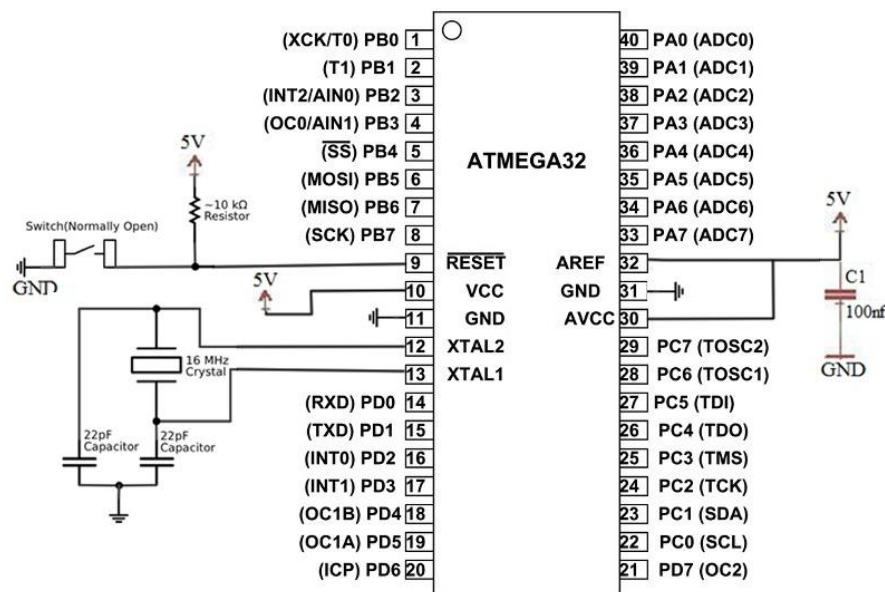 ATMEGA32
(XCK/T0) PB0 1
(T1) PB1 2
(INT2/AIN0) PB2 3
(OC0/AIN1) PB3 4
(SS) PB4 5
(MOSI) PB5 6
(MISO) PB6 7
(SCK) PB7 8
9 RESET
10 VCC
11 GND
12 XTAL2
13 XTAL1
(RXD) PD0 14
(TXD) PD1 15
(INT0) PD2 16
(INT1) PD3 17
(OC1B) PD4 18
(OC1A) PD5 19
(ICP) PD6 20
40 PA0 (ADC0)
39 PA1 (ADC1)
38 PA2 (ADC2)
37 PA3 (ADC3)
36 PA4 (ADC4)
35 PA5 (ADC5)
34 PA6 (ADC6)
33 PA7 (ADC7)
AREF 32
GND 31
AVCC 30
29 PC7 (TOSC2)
28 PC6 (TOSC1)
27 PC5 (TDI)
26 PC4 (TDO)
25 PC3 (TMS)
24 PC2 (TCK)
23 PC1 (SDA)
22 PC0 (SCL)
21 PD7 (OC2)
5V
~10 kΩ
Resistor
Switch(Normally Open)
GND
5V
16 MHz
Crystal
22pF
Capacitor
22pF
Capacitor
5V
C1
100nf
GND